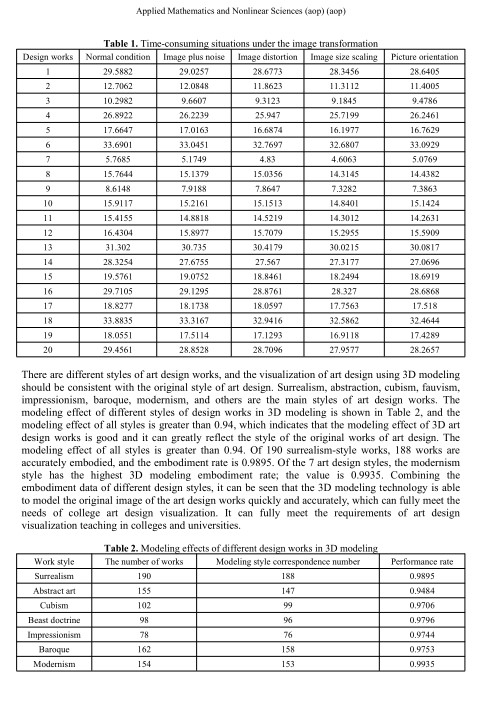 Applied Mathematics and Nonlinear Sciences (aop) (aop)
Table 1. Time-consuming situations under the image transformation
Design works Normal condition Image plus noise Image distortion Image size scaling Picture orientation
1 29.5882 29.0257 28.6773 28.3456 28.6405
2 12.7062 12.0848 11.8623 11.3112 11.4005
3 10.2982 9.6607 9.3123 9.1845 9.4786
4 26.8922 26.2239 25.947 25.7199 26.2461
5 17.6647 17.0163 16.6874 16.1977 16.7629
6 33.6901 33.0451 32.7697 32.6807 33.0929
7 5.7685 5.1749 4.83 4.6063 5.0769
8 15.7644 15.1379 15.0356 14.3145 14.4382
9 8.6148 7.9188 7.8647 7.3282 7.3863
10 15.9117 15.2161 15.1513 14.8401 15.1424
11 15.4155 14.8818 14.5219 14.3012 14.2631
12 16.4304 15.8977 15.7079 15.2955 15.5909
13 31.302 30.735 30.4179 30.0215 30.0817
14 28.3254 27.6755 27.567 27.3177 27.0696
15 19.5761 19.0752 18.8461 18.2494 18.6919
16 29.7105 29.1295 28.8761 28.327 28.6868
17 18.8277 18.1738 18.0597 17.7563 17.518
18 33.8835 33.3167 32.9416 32.5862 32.4644
19 18.0551 17.5114 17.1293 16.9118 17.4289
20 29.4561 28.8528 28.7096 27.9577 28.2657
There are different styles of art design works, and the visualization of art design using 3D modeling
should be consistent with the original style of art design. Surrealism, abstraction, cubism, fauvism,
impressionism, baroque, modernism, and others are the main styles of art design works. The
modeling effect of different styles of design works in 3D modeling is shown in Table 2, and the
modeling effect of all styles is greater than 0.94, which indicates that the modeling effect of 3D art
design works is good and it can greatly reflect the style of the original works of art design. The
modeling effect of all styles is greater than 0.94. Of 190 surrealism-style works, 188 works are
accurately embodied, and the embodiment rate is 0.9895. Of the 7 art design styles, the modernism
style has the highest 3D modeling embodiment rate; the value is 0.9935. Combining the
embodiment data of different design styles, it can be seen that the 3D modeling technology is able
to model the original image of the art design works quickly and accurately, which can fully meet the
needs of college art design visualization. It can fully meet the requirements of art design
visualization teaching in colleges and universities.
Table 2. Modeling effects of different design works in 3D modeling
Work style The number of works Modeling style correspondence number Performance rate
Surrealism 190 188 0.9895
Abstract art 155 147 0.9484
Cubism 102 99 0.9706
Beast doctrine 98 96 0.9796
Impressionism 78 76 0.9744
Baroque 162 158 0.9753
Modernism 154 153 0.9935